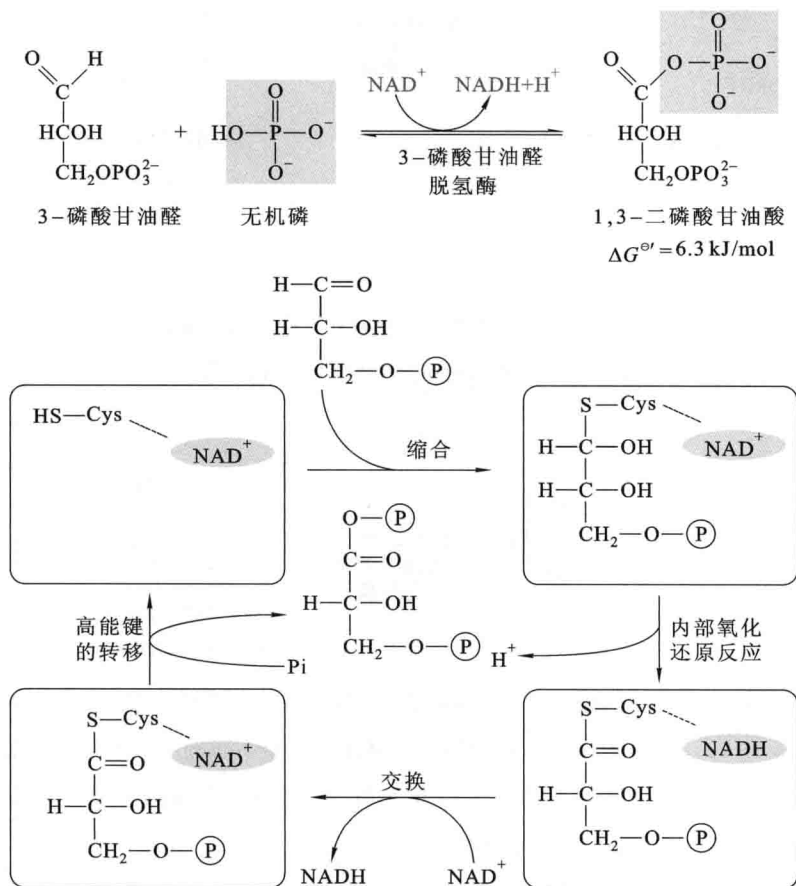 O H
C
HCOH
CH₂OPO₃²⁻
3-磷酸甘油醛
+
O
HO—P—O⁻
O⁻
无机磷
NAD⁺ NADH+H⁺
3-磷酸甘油醛
脱氢酶
O
O O—P—O⁻
C O⁻
HCOH
CH₂OPO₃²⁻
1,3-二磷酸甘油酸
ΔG⊖′=6.3 kJ/mol
H—C=O
H—C—OH
CH₂—O—P
HS—Cys
NAD⁺
缩合
S—Cys
H—C—OH NAD⁺
H—C—OH
CH₂—O—P
O—P
C=O
H—C—OH
CH₂—O—P
高能键
的转移
Pi
H⁺
内部氧化
还原反应
S—Cys
C=O NAD⁺
H—C—OH
CH₂—O—P
交换
NADH NAD⁺
S—Cys
C=O NADH
H—C—OH
CH₂—O—P